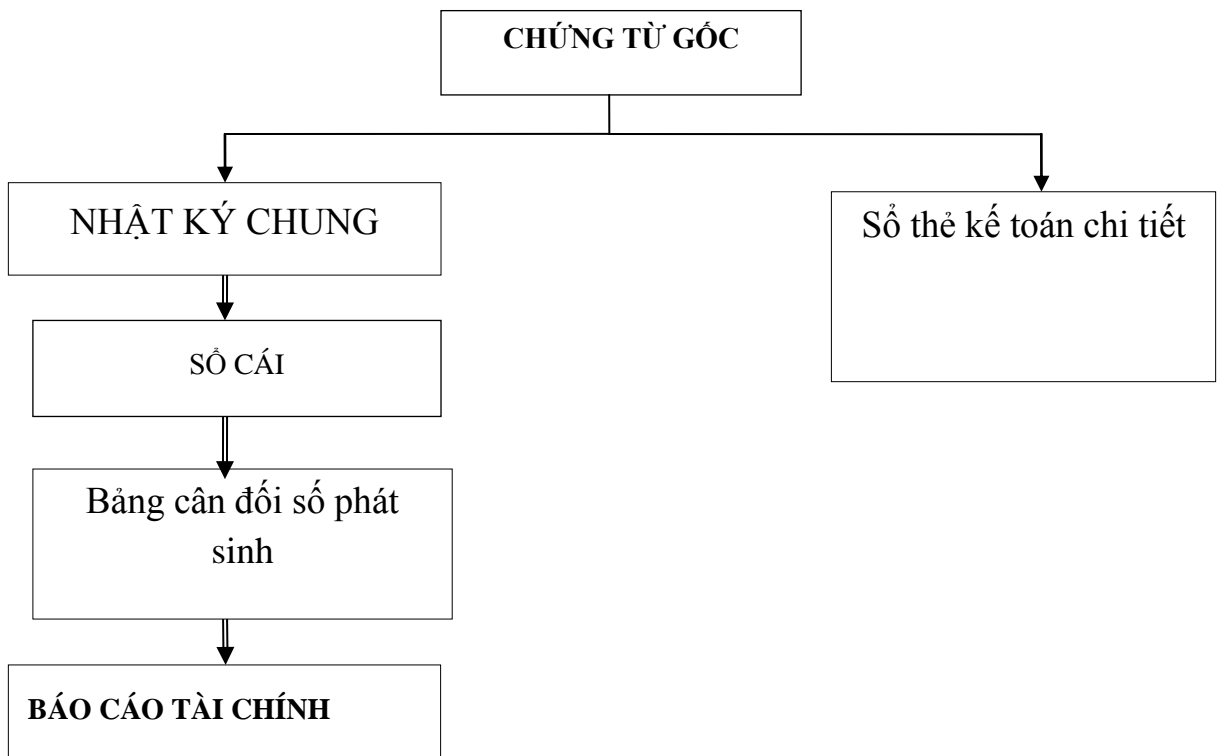 CHỨNG TỪ GỐC
NHẬT KÝ CHUNG
Sổ thẻ kế toán chi tiết
SỔ CÁI
Bảng cân đối số phát
sinh
BÁO CÁO TÀI CHÍNH